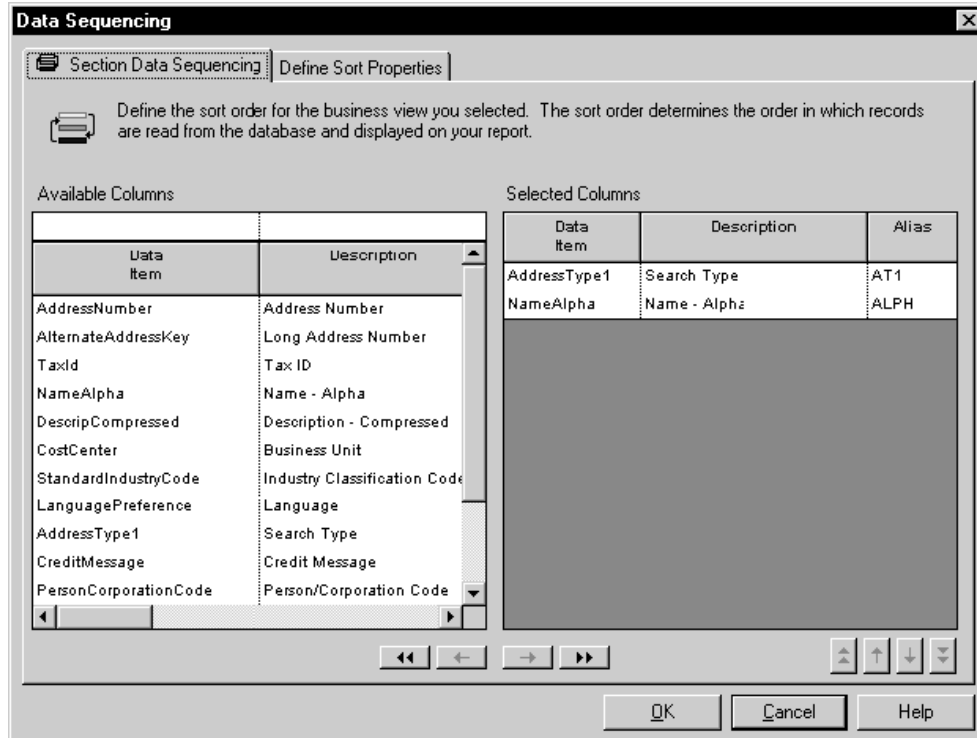 Data Sequencing
Section Data Sequencing
Define Sort Properties
Define the sort order for the business view you selected. The sort order determines the order in which records
are read from the database and displayed on your report.
Available Columns
Data Item
Description
AddressNumber Address Number
AlternateAddressKey Long Address Number
TaxId Tax ID
NameAlpha Name - Alpha
DescripCompressed Description - Compressed
CostCenter Business Unit
StandardIndustryCode Industry Classification Code
LanguagePreference Language
AddressType1 Search Type
CreditMessage Credit Message
PersonCorporationCode Person/Corporation Code
Selected Columns
Data Item
Description
Alias
AddressType1 Search Type AT1
NameAlpha Name - Alpha ALPH
OK
Cancel
Help